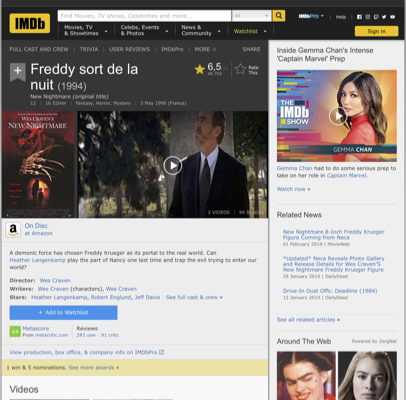 IMDb
Find Movies, TV shows, Celebrities and more...
All
IMDbPro
Help
Movies, TV & Showtimes
Celebs, Events & Photos
News & Community
Watchlist
Sign in
FULL CAST AND CREW | TRIVIA | USER REVIEWS | IMDbPro | MORE
SHARE
Freddy sort de la
nuit (1994)
New Nightmare (original title)
12 | 1h 52min | Fantasy, Horror, Mystery | 3 May 1995 (France)
6,5
Rate
This
WES CRAVEN'S
NEW NIGHTMARE
2 VIDEOS | 94 IMAGES
On Disc
at Amazon
A demonic force has chosen Freddy Krueger as its portal to the real world. Can
Heather Langenkamp play the part of Nancy one last time and trap the evil trying to enter our
world?
Director: Wes Craven
Writers: Wes Craven (characters), Wes Craven
Stars: Heather Langenkamp, Robert Englund, Jeff Davis | See full cast & crew »
+ Add to Watchlist
Metascore
From metacritic.com
Reviews
283 user | 91 critic
View production, box office, & company info on IMDbPro
1 win & 5 nominations. See more awards »
Videos
Inside Gemma Chan's Intense
'Captain Marvel' Prep
THE
IMDb
SHOW
GEMMA CHAN
Gemma Chan had to do some serious prep to
take on her role in Captain Marvel.
Watch now »
Related News
New Nightmare 8-Inch Freddy Krueger
Figure Coming from Neca
01 February 2019 | MovieWeb
*Updated* Neca Reveals Photo Gallery
and Release Details for Wes Craven'S
New Nightmare Freddy Krueger Figure
29 January 2019 | DailyDead
Drive-In Dust Offs: Deadline (1984)
12 January 2019 | DailyDead
See all related articles »
Around The Web
Powered by ZergNet